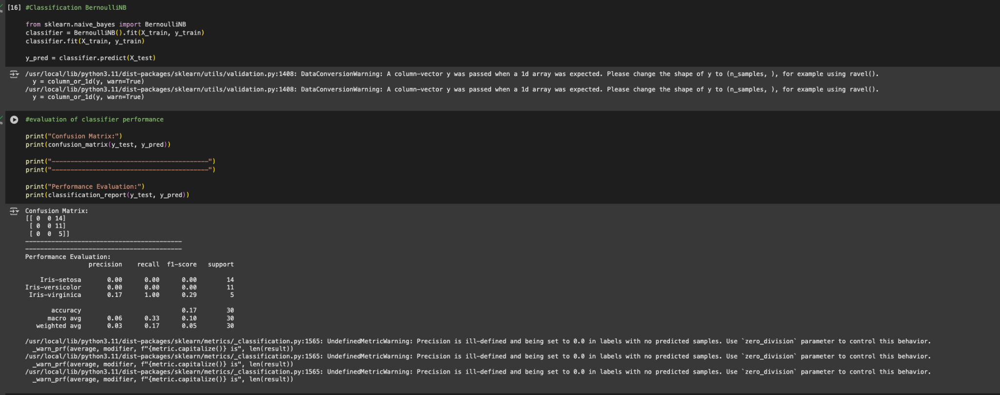 [16] #Classification BernoulliNB
from sklearn.naive_bayes import BernoulliNB
classifier = BernoulliNB().fit(X_train, y_train)
classifier.fit(X_train, y_train)
y_pred = classifier.predict(X_test)
/usr/local/lib/python3.11/dist-packages/sklearn/utils/validation.py:1408: DataConversionWarning: A column-vector y was passed when a 1d array was expected. Please change the shape of y to (n_samples, ), for example using ravel().
  y = column_or_1d(y, warn=True)
/usr/local/lib/python3.11/dist-packages/sklearn/utils/validation.py:1408: DataConversionWarning: A column-vector y was passed when a 1d array was expected. Please change the shape of y to (n_samples, ), for example using ravel().
  y = column_or_1d(y, warn=True)
#evaluation of classifier performance
print("Confusion Matrix:")
print(confusion_matrix(y_test, y_pred))
print("------------------------------------------")
print("------------------------------------------")
print("Performance Evaluation:")
print(classification_report(y_test, y_pred))
Confusion Matrix:
[[ 0  0 14]
 [ 0  0 11]
 [ 0  0  5]]
------------------------------------------
------------------------------------------
Performance Evaluation:
                 precision    recall  f1-score   support
    Iris-setosa       0.00      0.00      0.00        14
Iris-versicolor       0.00      0.00      0.00        11
 Iris-virginica       0.17      1.00      0.29         5
       accuracy                           0.17        30
      macro avg       0.06      0.33      0.10        30
   weighted avg       0.03      0.17      0.05        30
/usr/local/lib/python3.11/dist-packages/sklearn/metrics/_classification.py:1565: UndefinedMetricWarning: Precision is ill-defined and being set to 0.0 in labels with no predicted samples. Use `zero_division` parameter to control this behavior.
  _warn_prf(average, modifier, f"{metric.capitalize()} is", len(result))
/usr/local/lib/python3.11/dist-packages/sklearn/metrics/_classification.py:1565: UndefinedMetricWarning: Precision is ill-defined and being set to 0.0 in labels with no predicted samples. Use `zero_division` parameter to control this behavior.
  _warn_prf(average, modifier, f"{metric.capitalize()} is", len(result))
/usr/local/lib/python3.11/dist-packages/sklearn/metrics/_classification.py:1565: UndefinedMetricWarning: Precision is ill-defined and being set to 0.0 in labels with no predicted samples. Use `zero_division` parameter to control this behavior.
  _warn_prf(average, modifier, f"{metric.capitalize()} is", len(result))